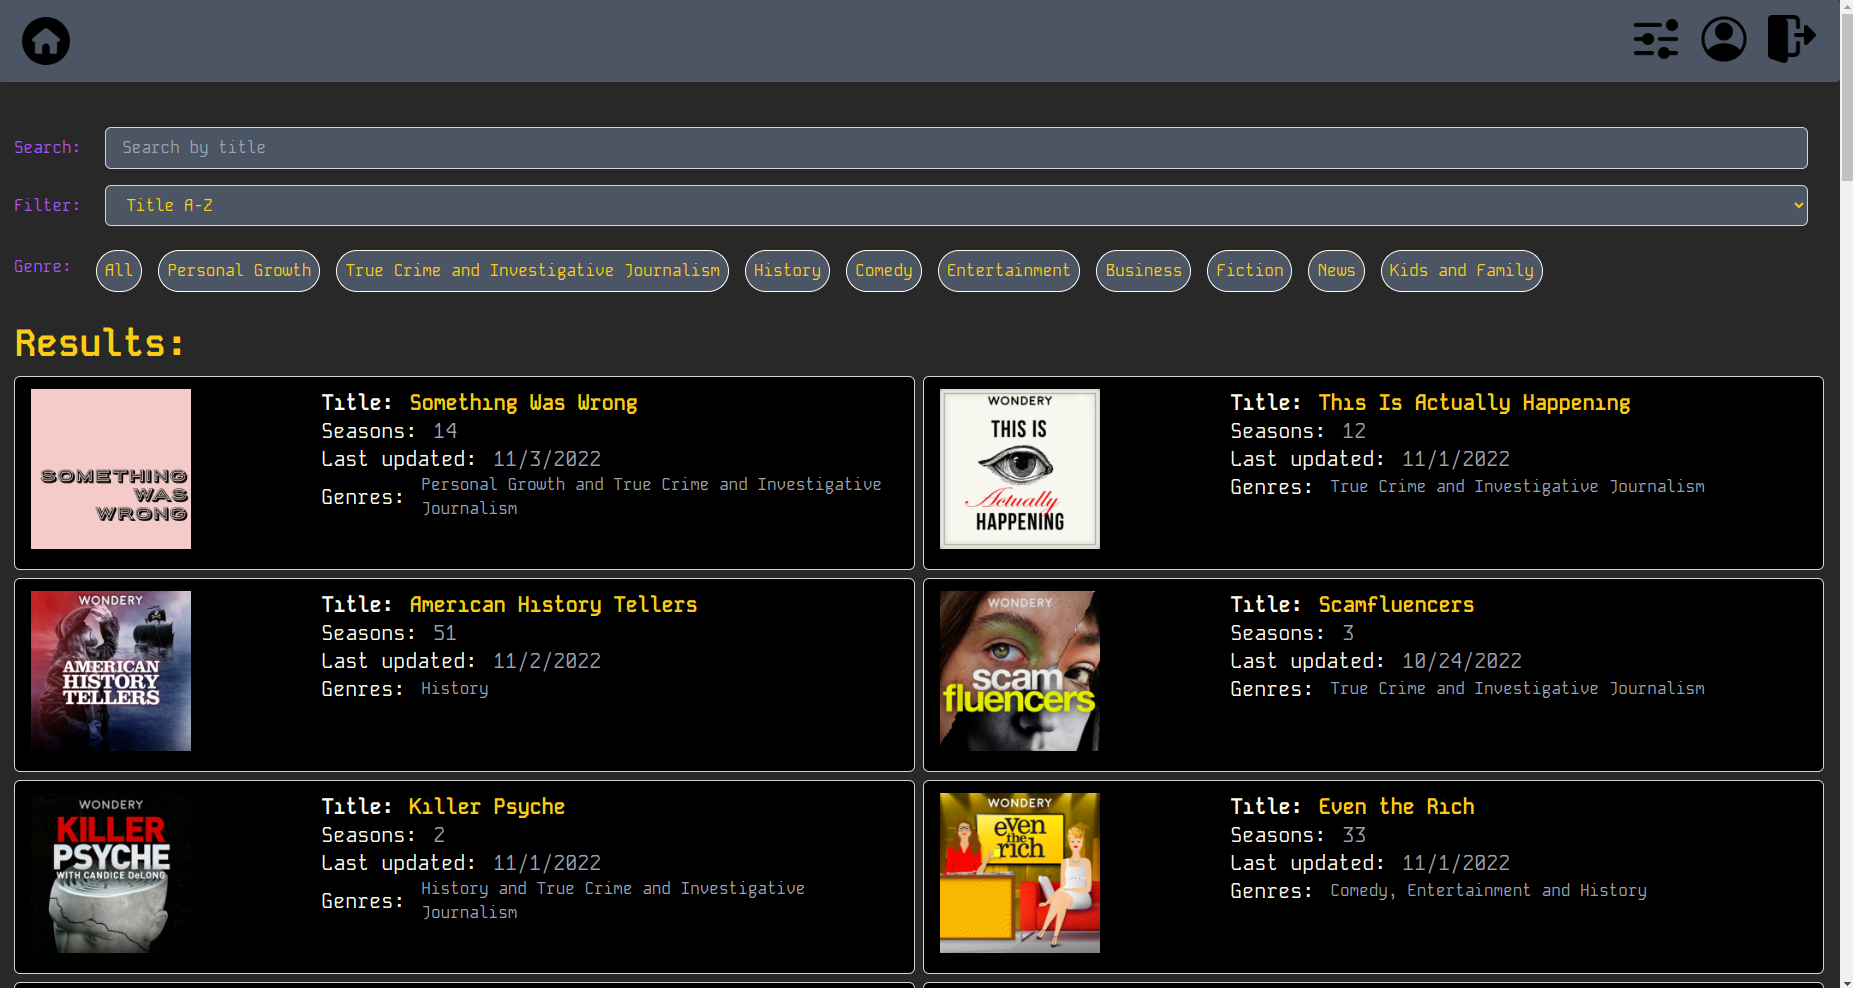 Search: Search by title
Filter: Title A-Z
Genre: All Personal Growth True Crime and Investigative Journalism History Comedy Entertainment Business Fiction News Kids and Family
Results:
SOMETHING
WAS
WRONG
Title: Something Was Wrong
Seasons: 14
Last updated: 11/3/2022
Genres: Personal Growth and True Crime and Investigative
Journalism
WONDERY
THIS IS
Actually
HAPPENING
Title: This Is Actually Happening
Seasons: 12
Last updated: 11/1/2022
Genres: True Crime and Investigative Journalism
WONDERY
AMERICAN
HISTORY
TELLERS
Title: American History Tellers
Seasons: 51
Last updated: 11/2/2022
Genres: History
WONDERY
scam
fluencers
Title: Scamfluencers
Seasons: 3
Last updated: 10/24/2022
Genres: True Crime and Investigative Journalism
WONDERY
KILLER
PSYCHE
WITH CANDICE DeLONG
Title: Killer Psyche
Seasons: 2
Last updated: 11/1/2022
Genres: History and True Crime and Investigative
Journalism
WONDERY
even
the
rich
Title: Even the Rich
Seasons: 33
Last updated: 11/1/2022
Genres: Comedy, Entertainment and History